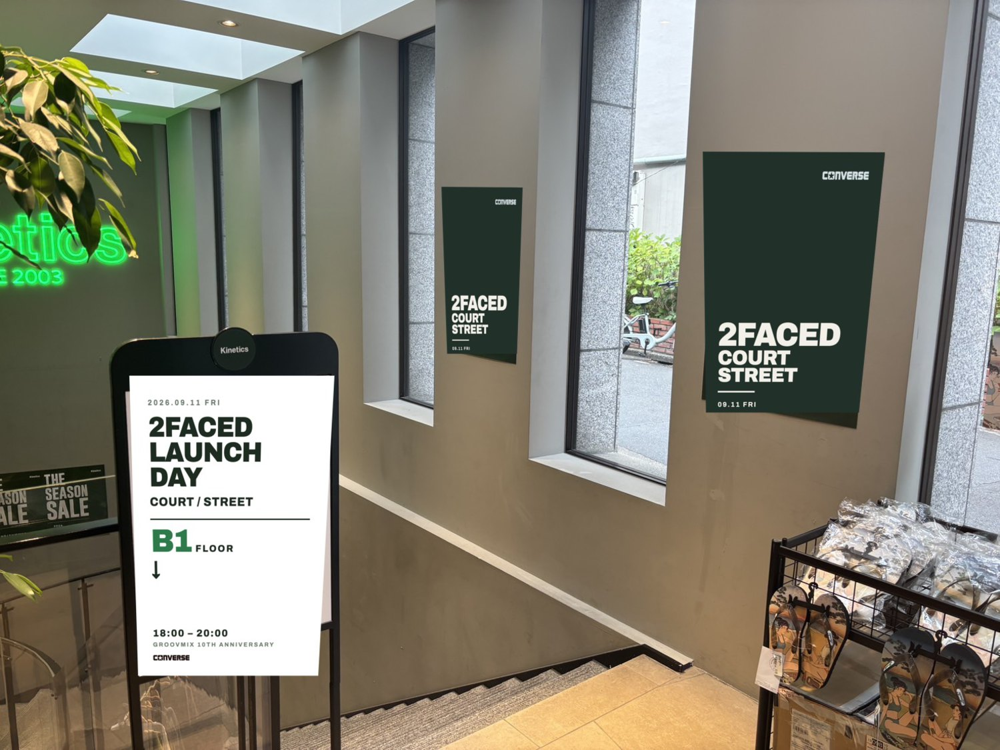 etics
E 2003
THE
SEASON
SALE
ASON
ALE
Kinetics
2026.09.11 FRI
2FACED
LAUNCH
DAY
COURT / STREET
B1 FLOOR
↓
18:00 – 20:00
GROOVMIX 10TH ANNIVERSARY
CONVERSE
CONVERSE
2FACED
COURT
STREET
09.11 FRI
CONVERSE
2FACED
COURT
STREET
09.11 FRI